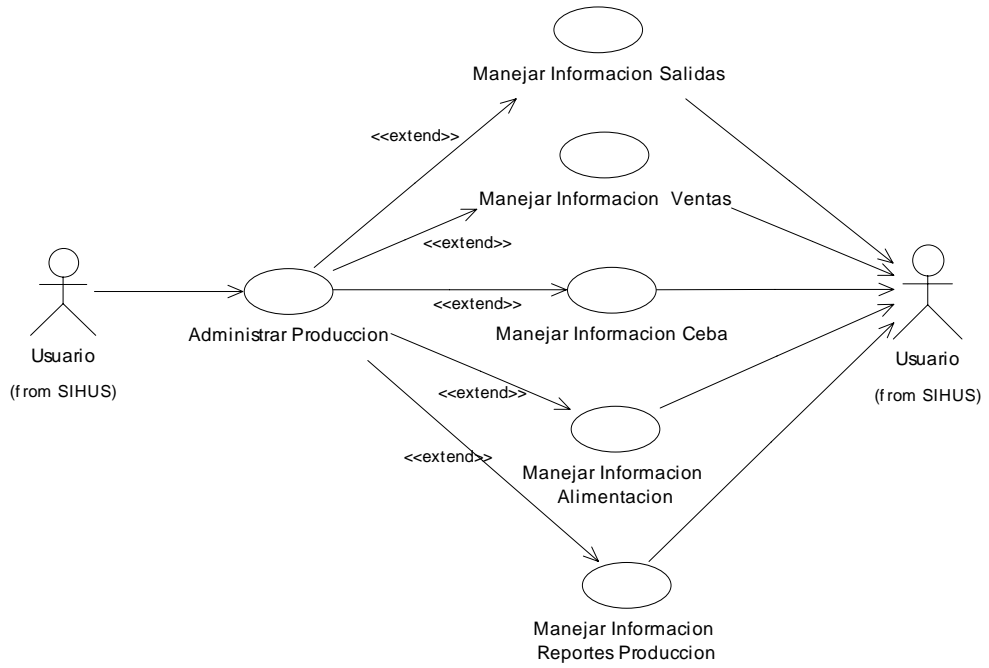 Manejar Informacion Salidas
<<extend>>
Manejar Informacion Ventas
<<extend>>
<<extend>>
Administrar Produccion
Manejar Informacion Ceba
Usuario
(from SIHUS)
Usuario
(from SIHUS)
<<extend>>
<<extend>>
Manejar Informacion
Alimentacion
Manejar Informacion
Reportes Produccion